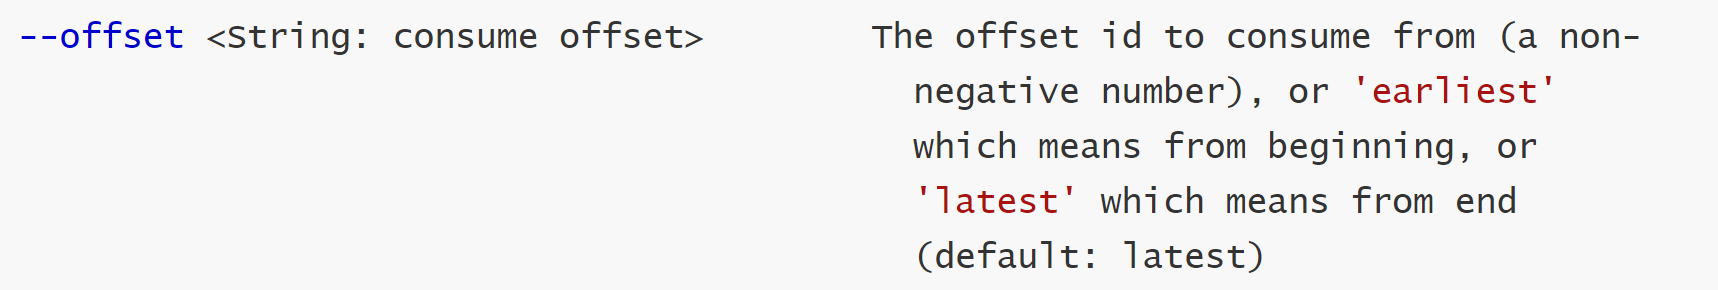 --offset <String: consume offset>        The offset id to consume from (a non-
negative number), or 'earliest'
which means from beginning, or
'latest' which means from end
(default: latest)